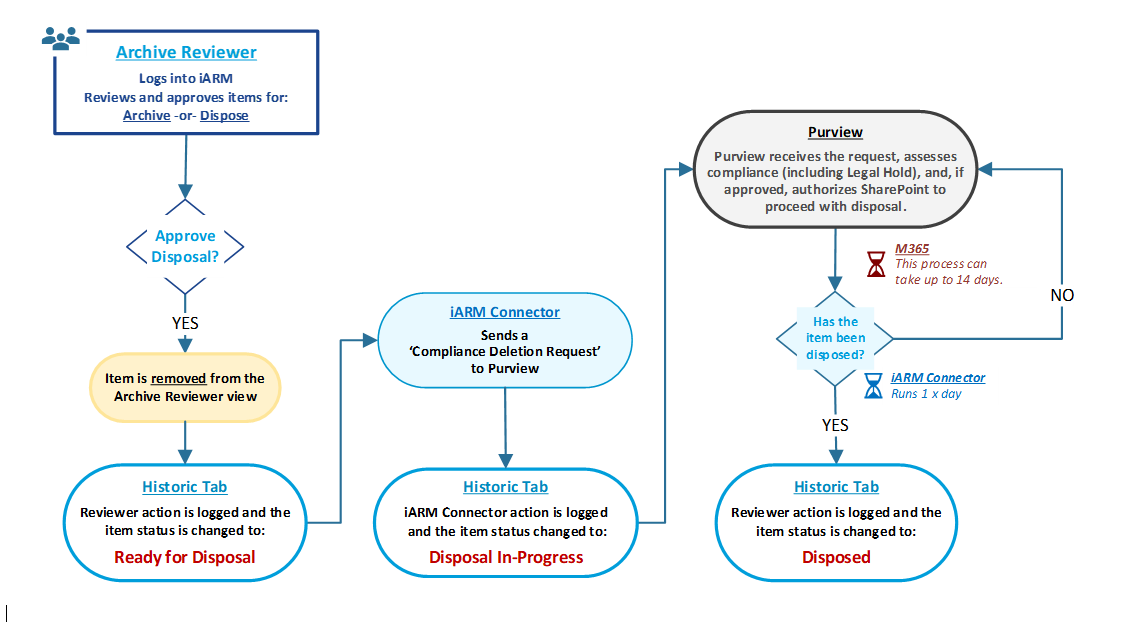 Archive Reviewer
Logs into iARM
Reviews and approves items for:
Archive -or- Dispose
Approve
Disposal?
YES
Item is removed from the
Archive Reviewer view
Historic Tab
Reviewer action is logged and the
item status is changed to:
Ready for Disposal
iARM Connector
Sends a
‘Compliance Deletion Request’
to Purview
Historic Tab
iARM Connector action is logged
and the item status changed to:
Disposal In-Progress
Purview
Purview receives the request, assesses
compliance (including Legal Hold), and, if
approved, authorizes SharePoint to
proceed with disposal.
M365
This process can
take up to 14 days.
NO
Has the
item been
disposed?
iARM Connector
Runs 1 x day
YES
Historic Tab
Reviewer action is logged and the
item status is changed to:
Disposed